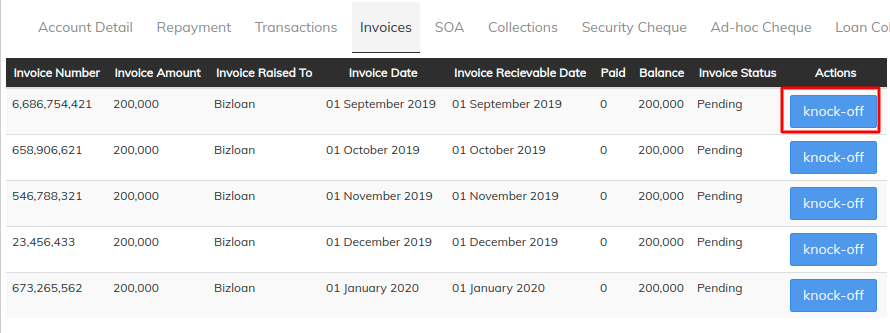 Account Detail Repayment Transactions Invoices SOA Collections Security Cheque Ad-hoc Cheque Loan Col
Invoice Number Invoice Amount Invoice Raised To Invoice Date Invoice Recievable Date Paid Balance Invoice Status Actions
6,686,754,421 200,000 Bizloan 01 September 2019 01 September 2019 0 200,000 Pending knock-off
658,906,621 200,000 Bizloan 01 October 2019 01 October 2019 0 200,000 Pending knock-off
546,788,321 200,000 Bizloan 01 November 2019 01 November 2019 0 200,000 Pending knock-off
23,456,433 200,000 Bizloan 01 December 2019 01 December 2019 0 200,000 Pending knock-off
673,265,562 200,000 Bizloan 01 January 2020 01 January 2020 0 200,000 Pending knock-off